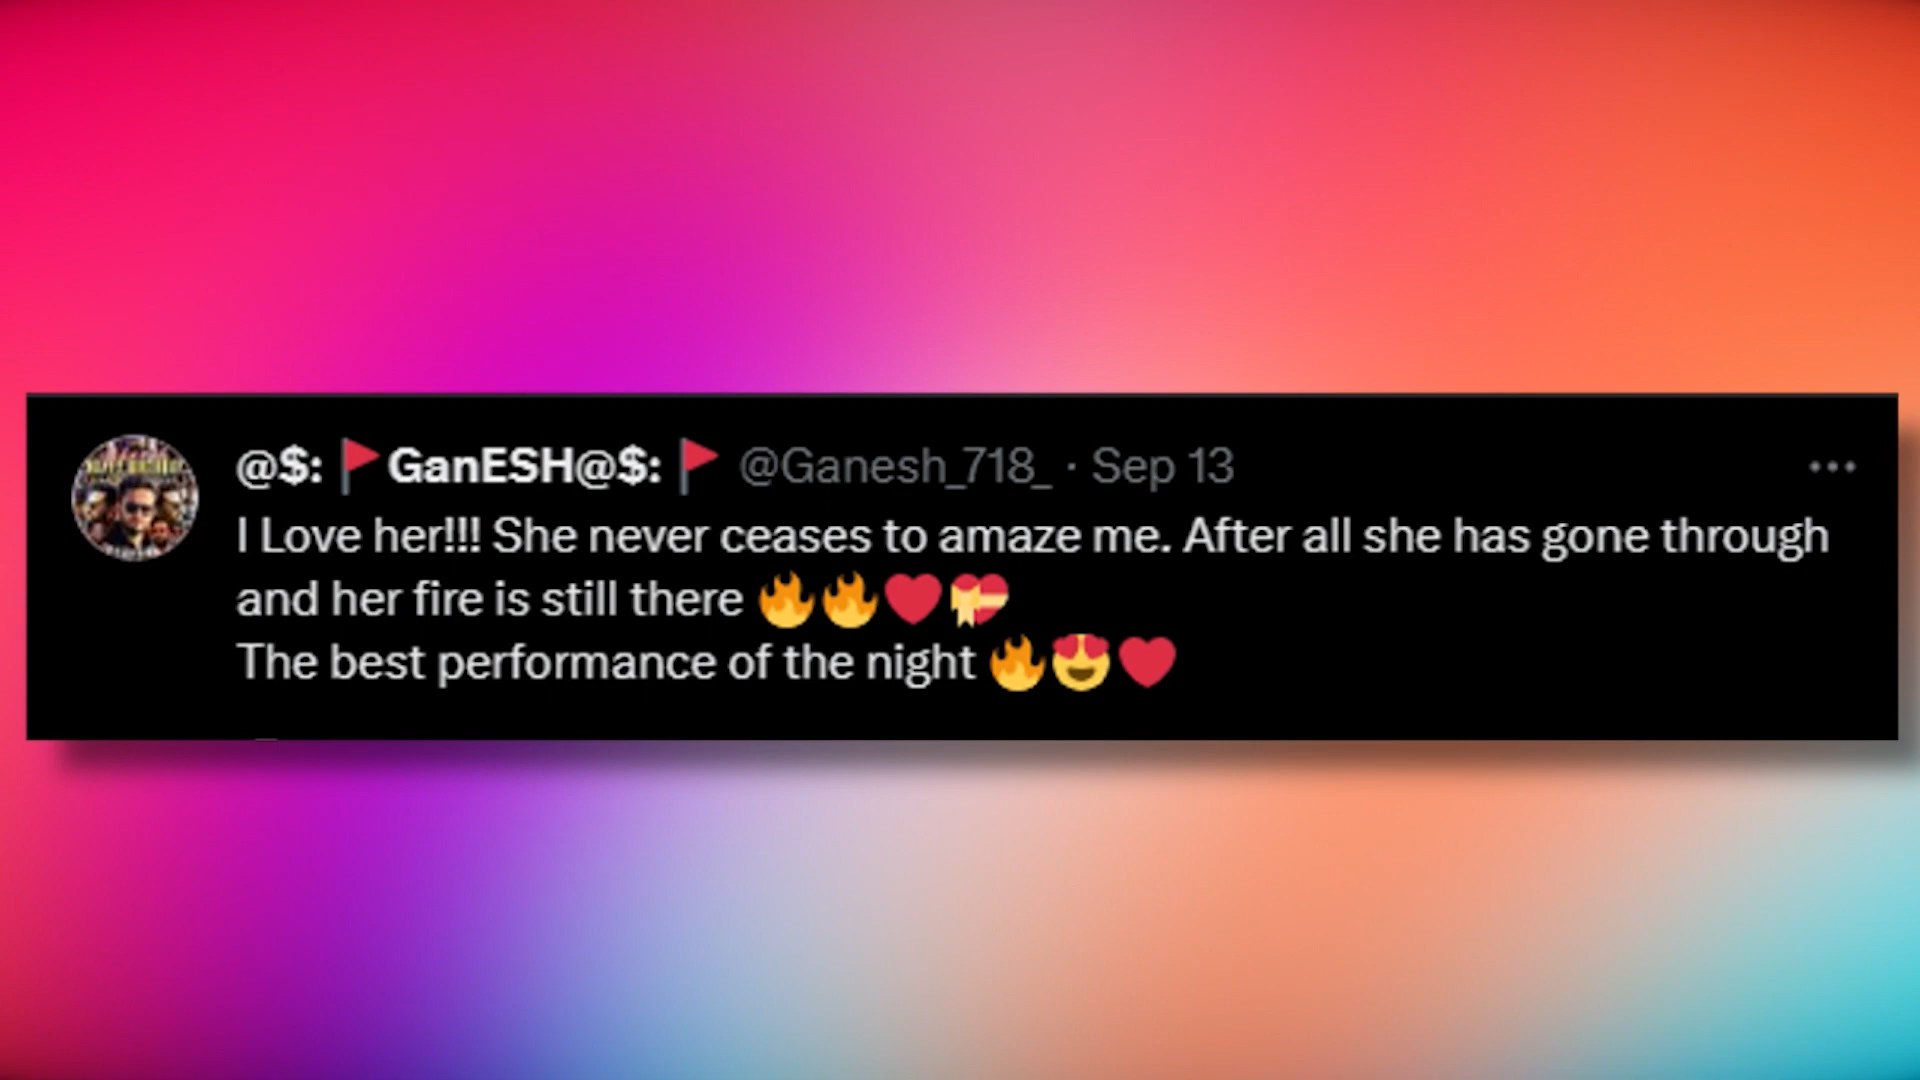 @$: 🚩GanESH@$: 🚩 @Ganesh_718_ · Sep 13
I Love her!!! She never ceases to amaze me. After all she has gone through
and her fire is still there 🔥🔥❤️💝
The best performance of the night 🔥😍❤️